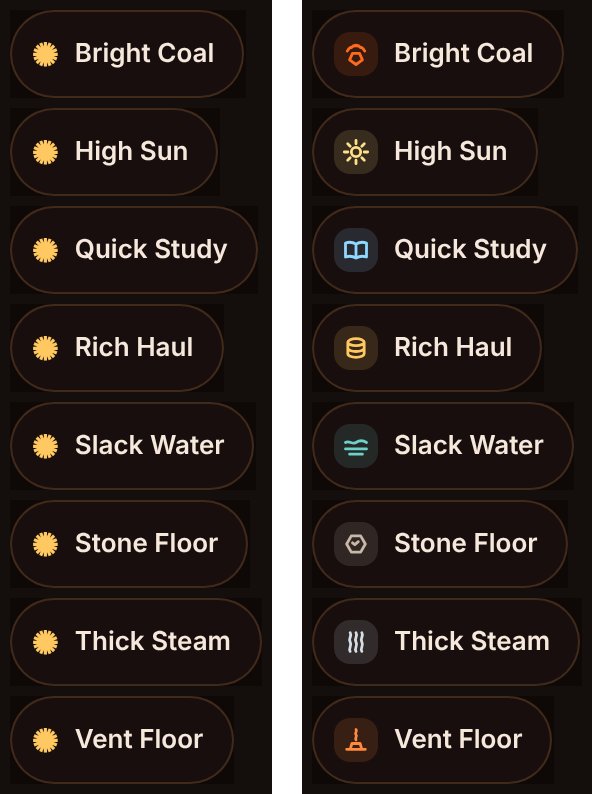 Bright Coal
High Sun
Quick Study
Rich Haul
Slack Water
Stone Floor
Thick Steam
Vent Floor
Bright Coal
High Sun
Quick Study
Rich Haul
Slack Water
Stone Floor
Thick Steam
Vent Floor